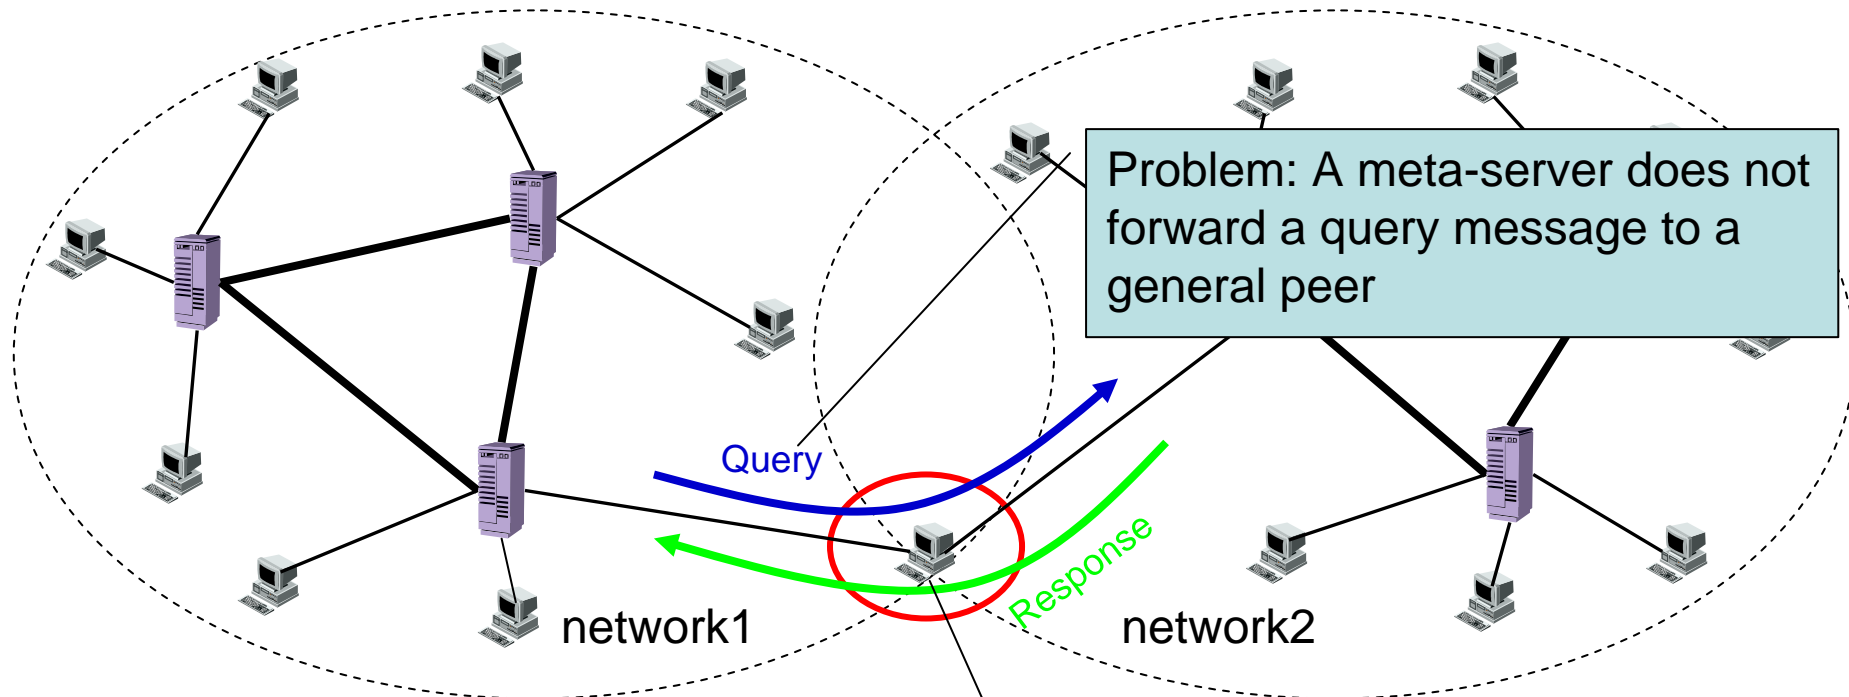 Problem: A meta-server does not
forward a query message to a
general peer
Query
Response
network1
network2